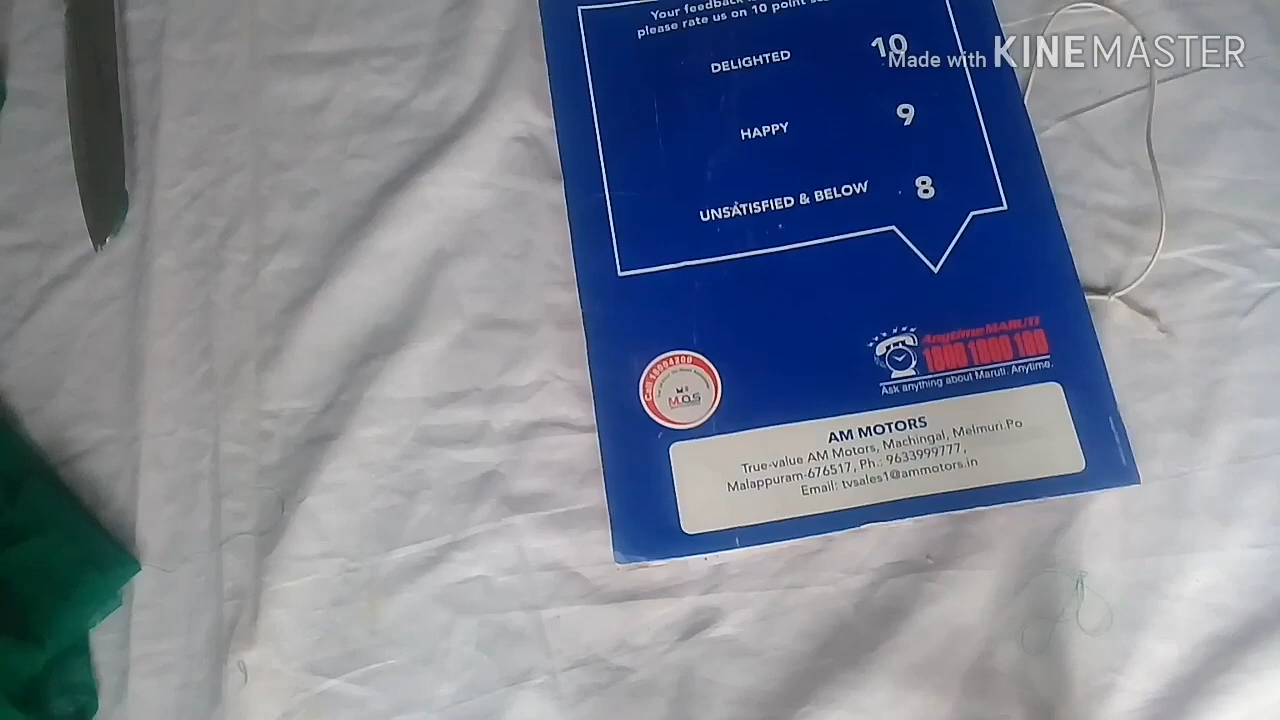 Your feedback
please rate us on 10 point
DELIGHTED 10
HAPPY 9
UNSATISFIED & BELOW 8
Made with KINEMASTER
Anytime MARUTI
1800 1800 180
Ask anything about Maruti. Anytime.
Call 18004200
M.O.S
AM MOTORS
True-value AM Motors, Machingal, Melmuri Po
Malappuram-676517, Ph.: 9633999777,
Email: tvsales1@ammotors.in